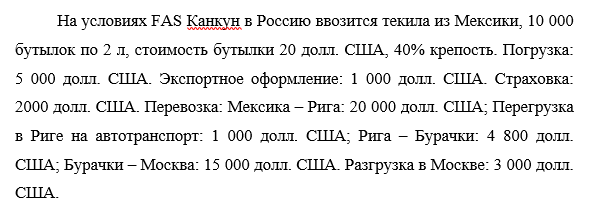 На условиях FAS Канкун в Россию ввозится текила из Мексики, 10 000
бутылок по 2 л, стоимость бутылки 20 долл. США, 40% крепость. Погрузка:
5 000 долл. США. Экспортное оформление: 1 000 долл. США. Страховка:
2000 долл. США. Перевозка: Мексика – Рига: 20 000 долл. США; Перегрузка
в Риге на автотранспорт: 1 000 долл. США; Рига – Бурачки: 4 800 долл.
США; Бурачки – Москва: 15 000 долл. США. Разгрузка в Москве: 3 000 долл.
США.